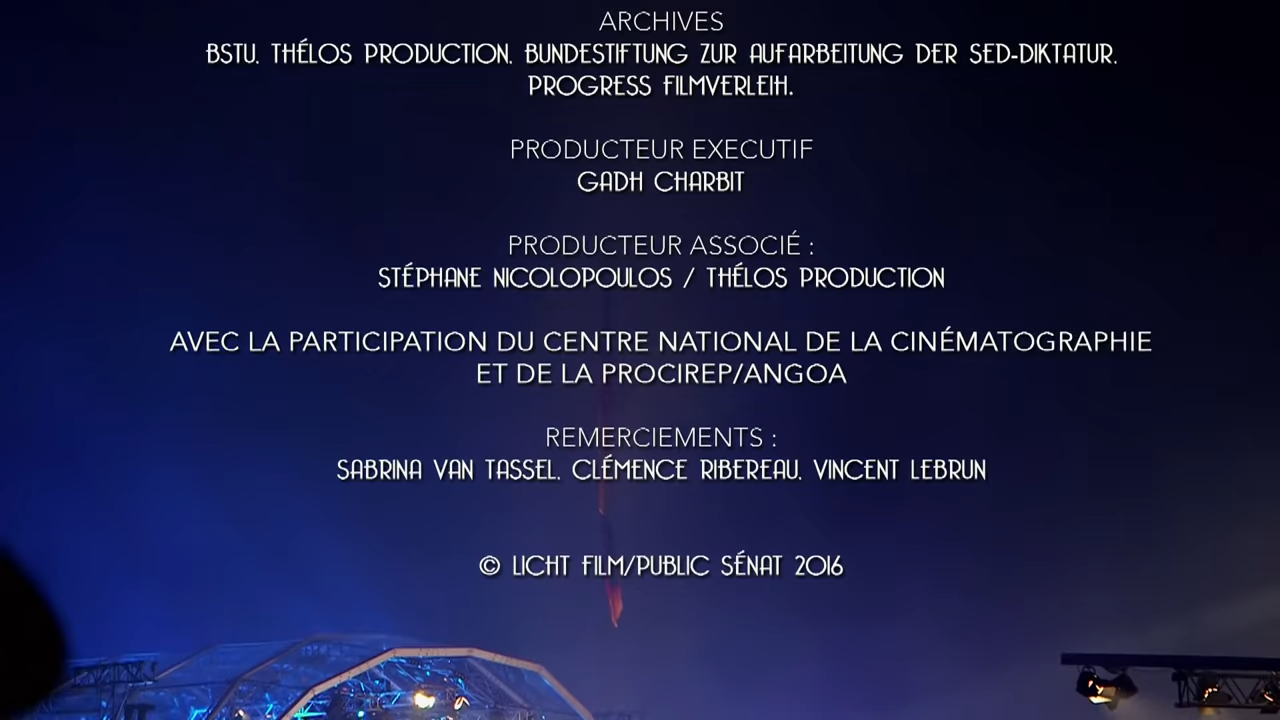 ARCHIVES
BSTU, THÉLOS PRODUCTION, BUNDESTIFTUNG ZUR AUFARBEITUNG DER SED-DIKTATUR,
PROGRESS FILMVERLEIH.
PRODUCTEUR EXECUTIF
GADH CHARBIT
PRODUCTEUR ASSOCIÉ :
STÉPHANE NICOLOPOULOS / THÉLOS PRODUCTION
AVEC LA PARTICIPATION DU CENTRE NATIONAL DE LA CINÉMATOGRAPHIE
ET DE LA PROCIREP/ANGOA
REMERCIEMENTS :
SABRINA VAN TASSEL, CLÉMENCE RIBEREAU, VINCENT LEBRUN
© LICHT FILM/PUBLIC SÉNAT 2016